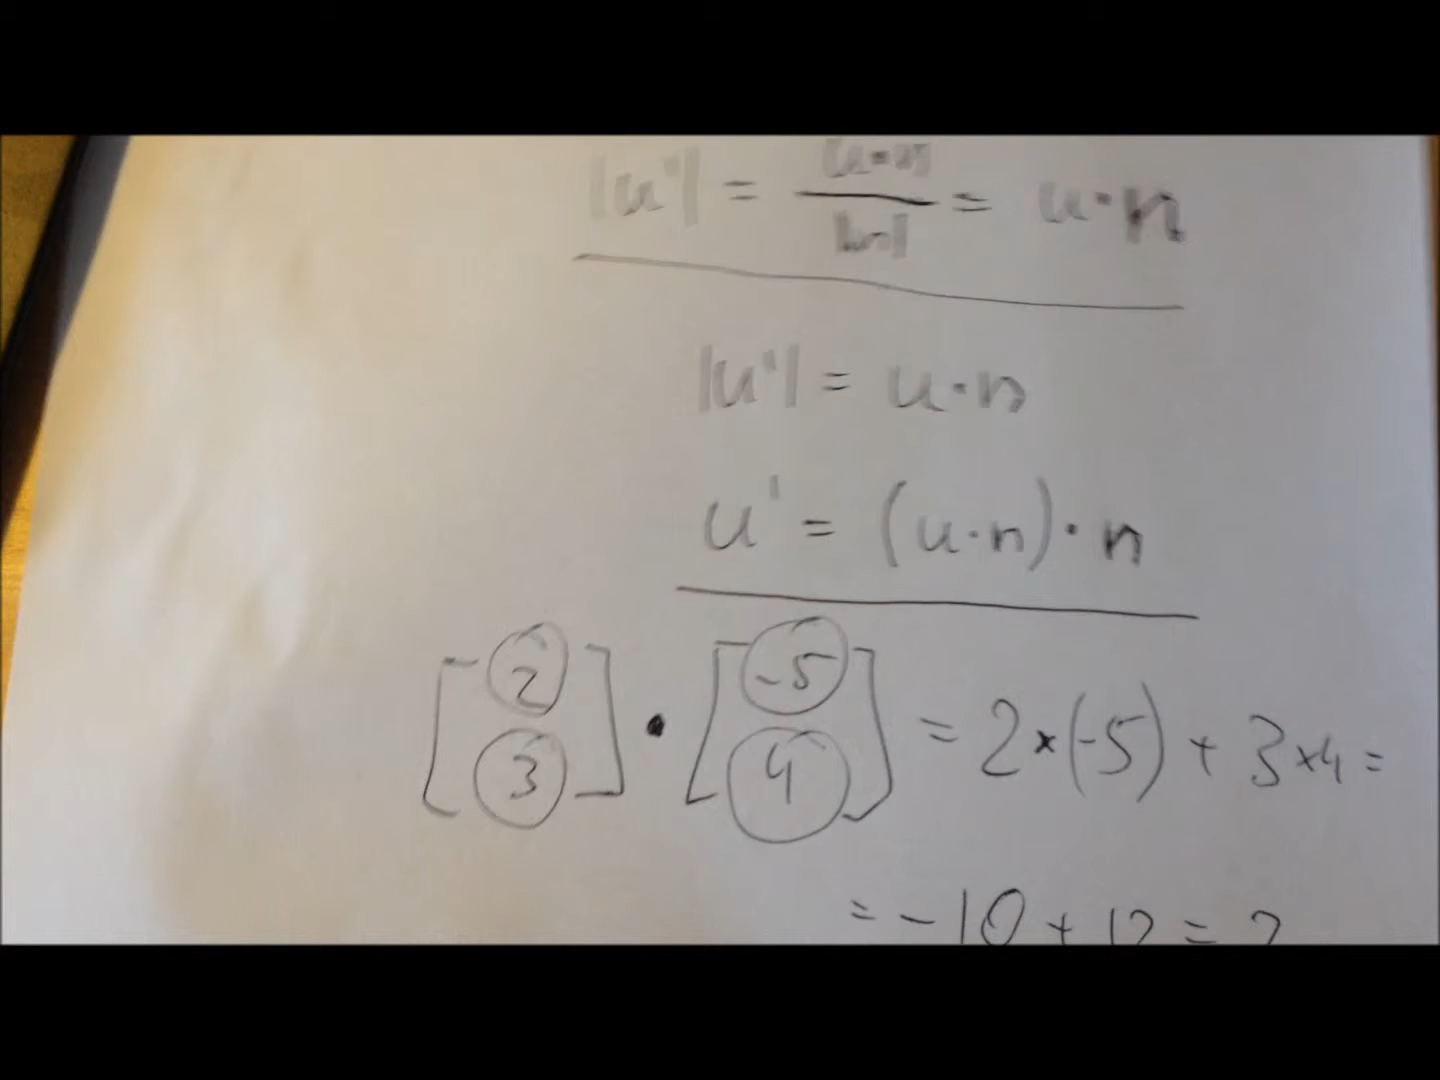 |u'| = u·n / |n| = u·n
|u'| = u·n
u' = (u·n)·n
[2 3] · [-5 4] = 2×(-5) + 3×4 =
= -10 + 12 = 2